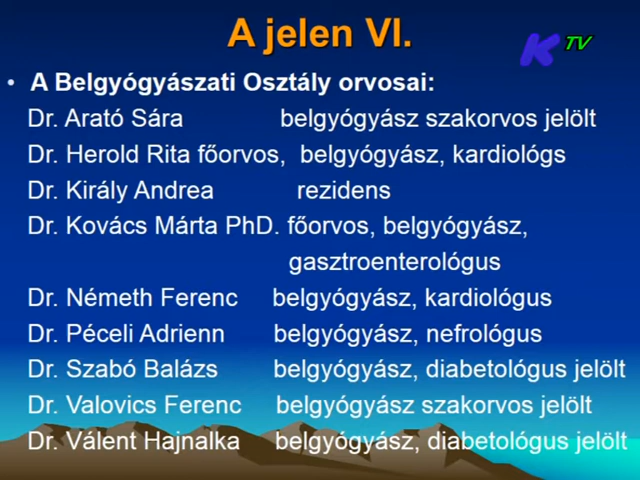 A jelen VI.
K TV
• A Belgyógyászati Osztály orvosai:
Dr. Arató Sára belgyógyász szakorvos jelölt
Dr. Herold Rita főorvos, belgyógyász, kardiológs
Dr. Király Andrea rezidens
Dr. Kovács Márta PhD. főorvos, belgyógyász,
gasztroenterológus
Dr. Németh Ferenc belgyógyász, kardiológus
Dr. Péceli Adrienn belgyógyász, nefrológus
Dr. Szabó Balázs belgyógyász, diabetológus jelölt
Dr. Valovics Ferenc belgyógyász szakorvos jelölt
Dr. Válent Hajnalka belgyógyász, diabetológus jelölt